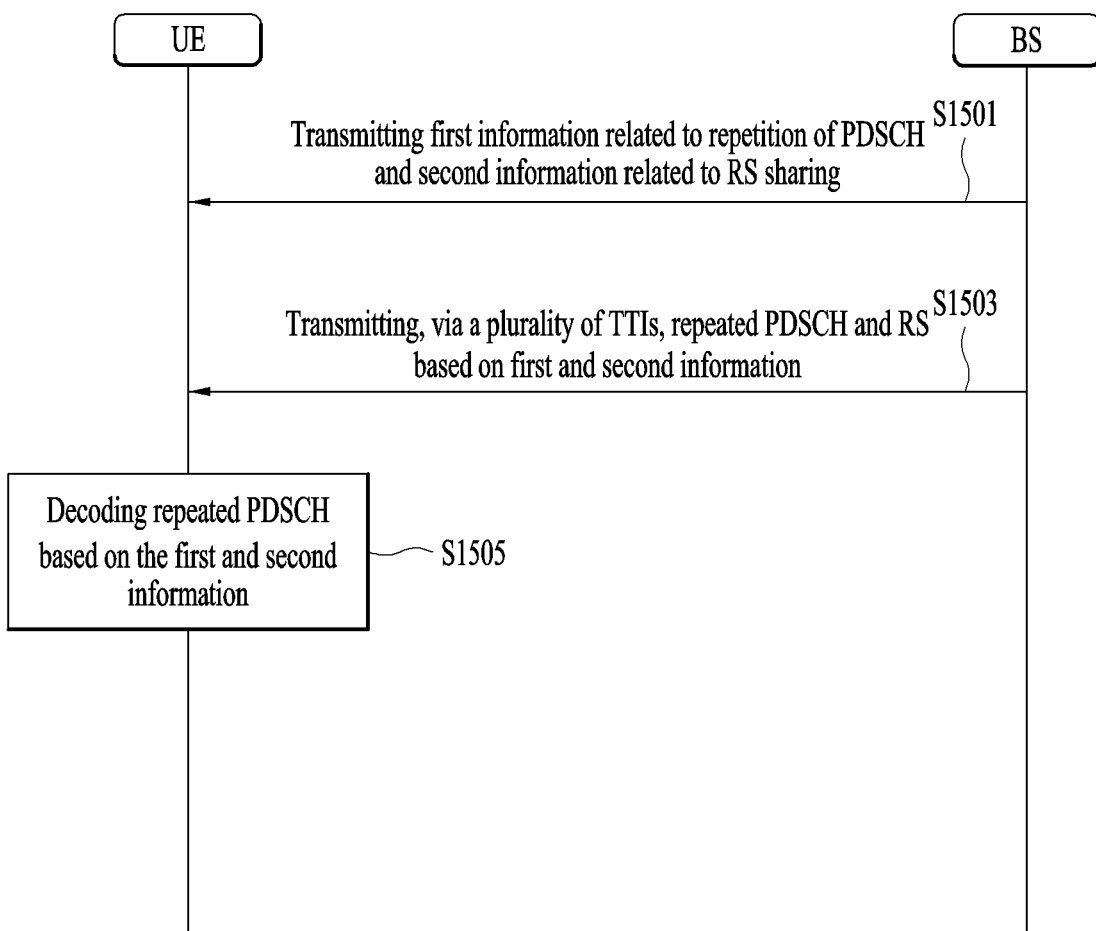 UE
BS
S1501
Transmitting first information related to repetition of PDSCH
and second information related to RS sharing
S1503
Transmitting, via a plurality of TTIs, repeated PDSCH and RS
based on first and second information
Decoding repeated PDSCH
based on the first and second
information
S1505